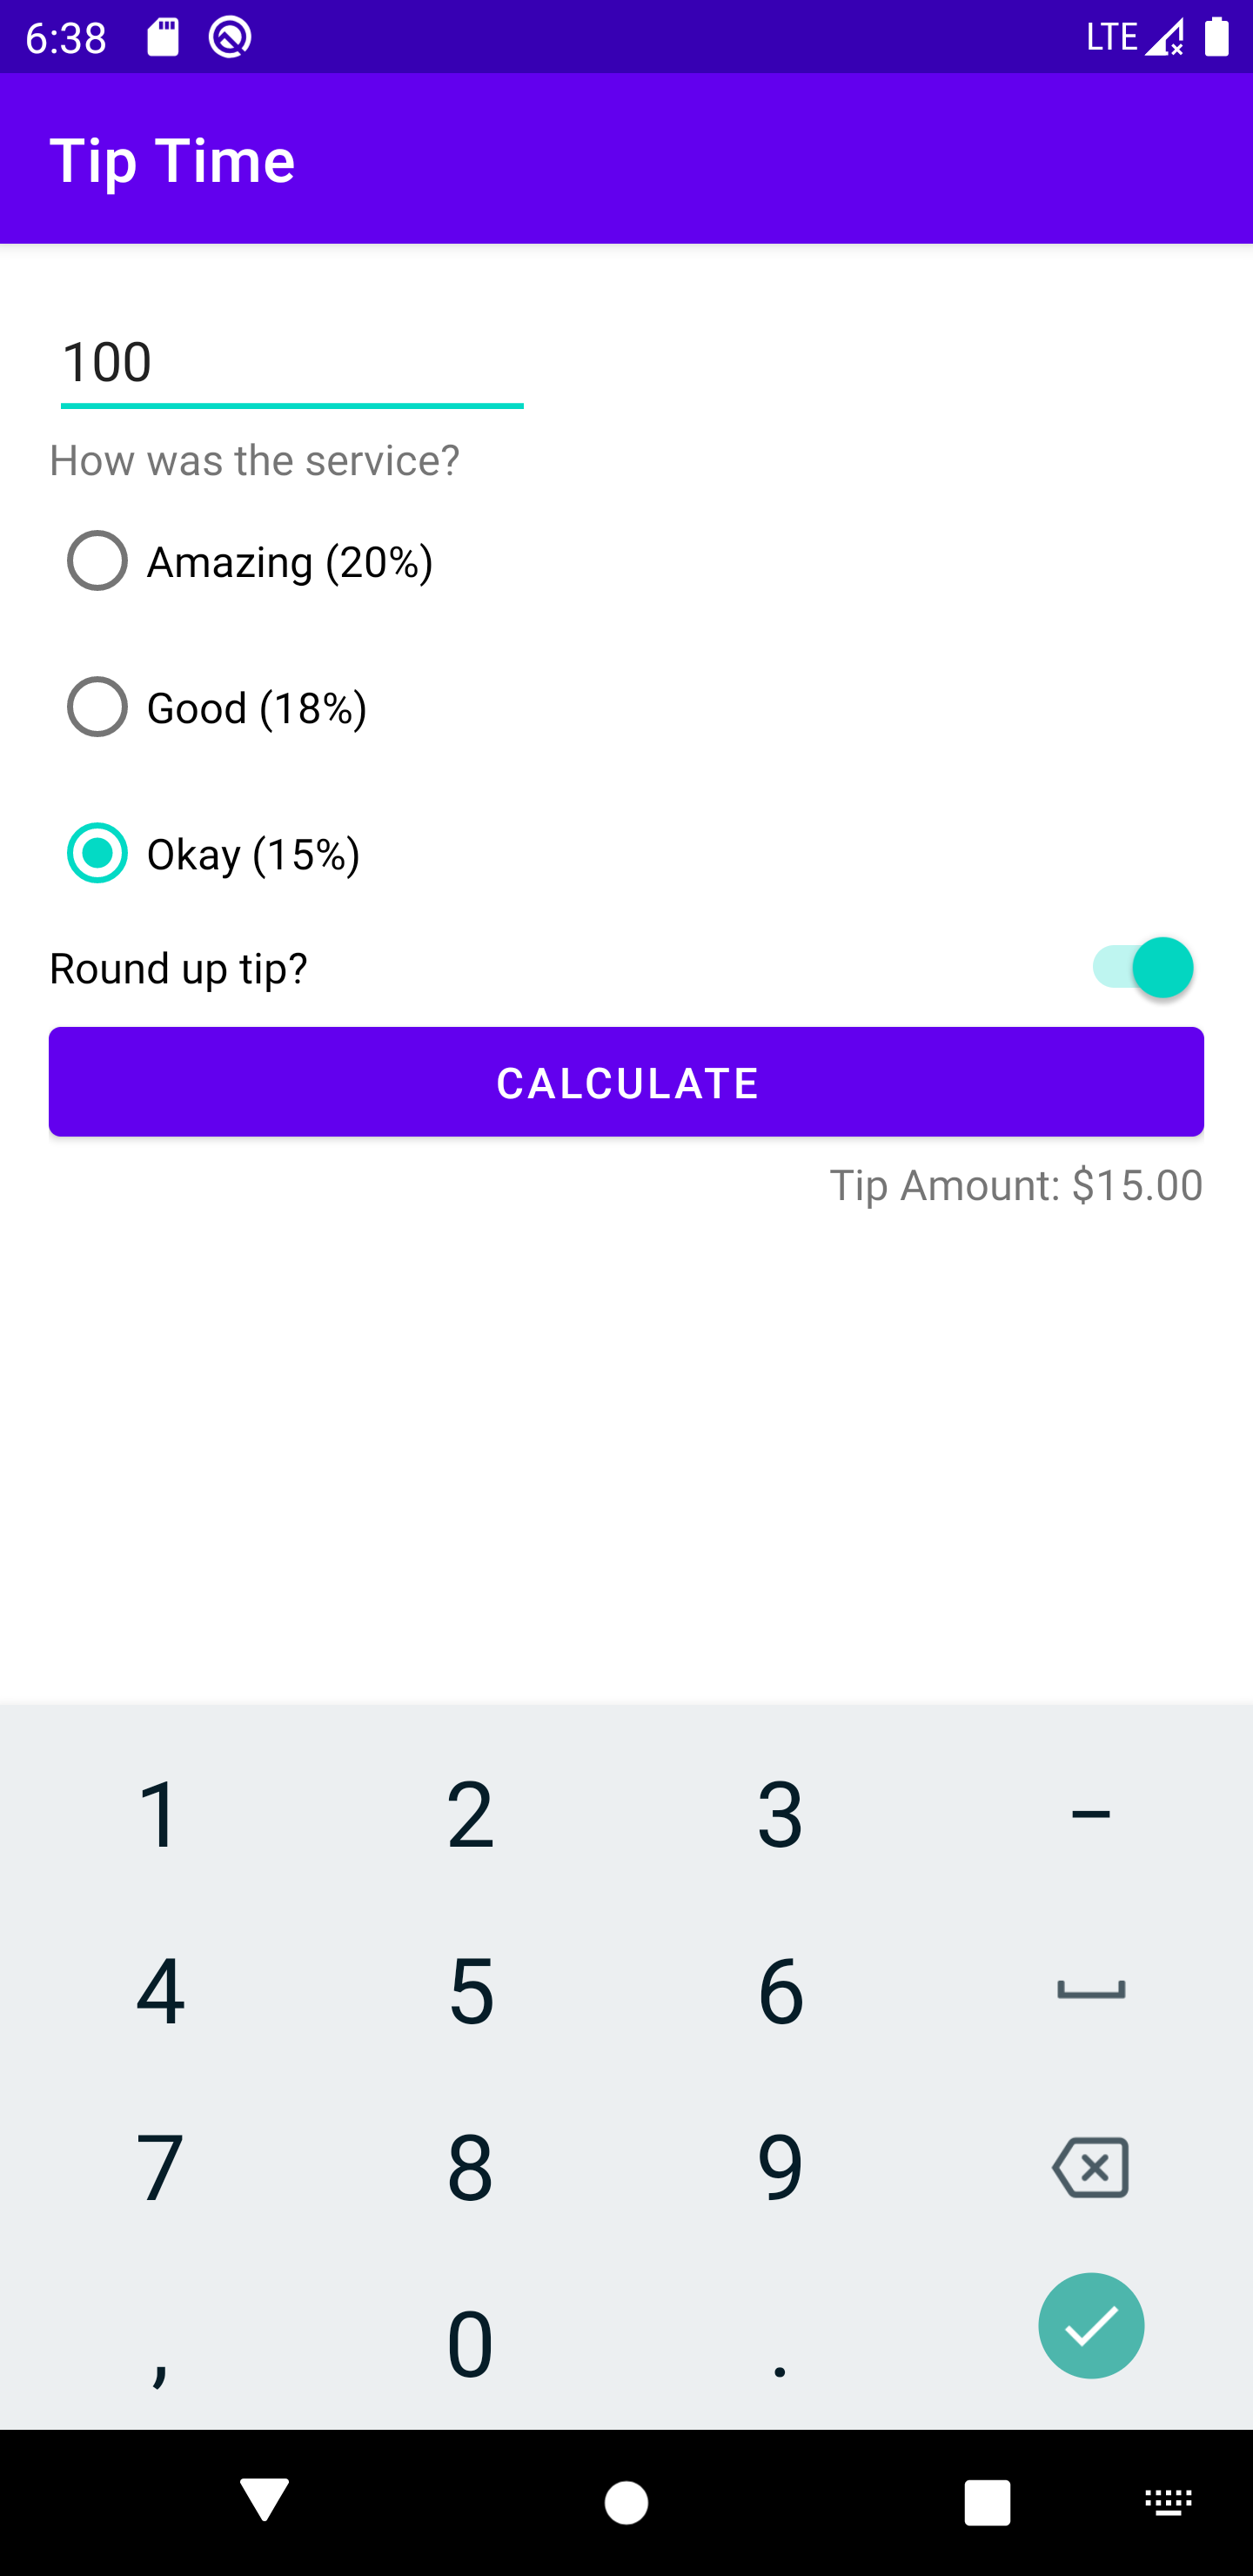 6:38 LTE
Tip Time
100
How was the service?
Amazing (20%)
Good (18%)
Okay (15%)
Round up tip?
CALCULATE
Tip Amount: $15.00
1 2 3 –
4 5 6
7 8 9
, 0 .